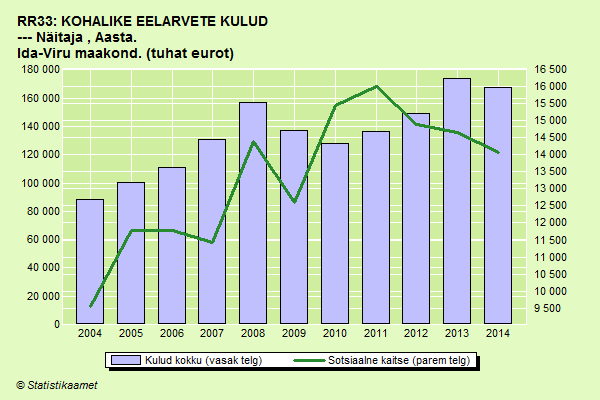 RR33: KOHALIKE EELARVETE KULUD
--- Näitaja , Aasta.
Ida-Viru maakond. (tuhat eurot)
180 000 16 500
160 000 16 000
140 000 15 500
120 000 15 000
100 000 14 500
80 000 14 000
60 000 13 500
40 000 13 000
20 000 12 500
0 12 000
11 500
11 000
10 500
10 000
9 500
2004 2005 2006 2007 2008 2009 2010 2011 2012 2013 2014
Kulud kokku (vasak telg) Sotsiaalne kaitse (parem telg)
© Statistikaamet